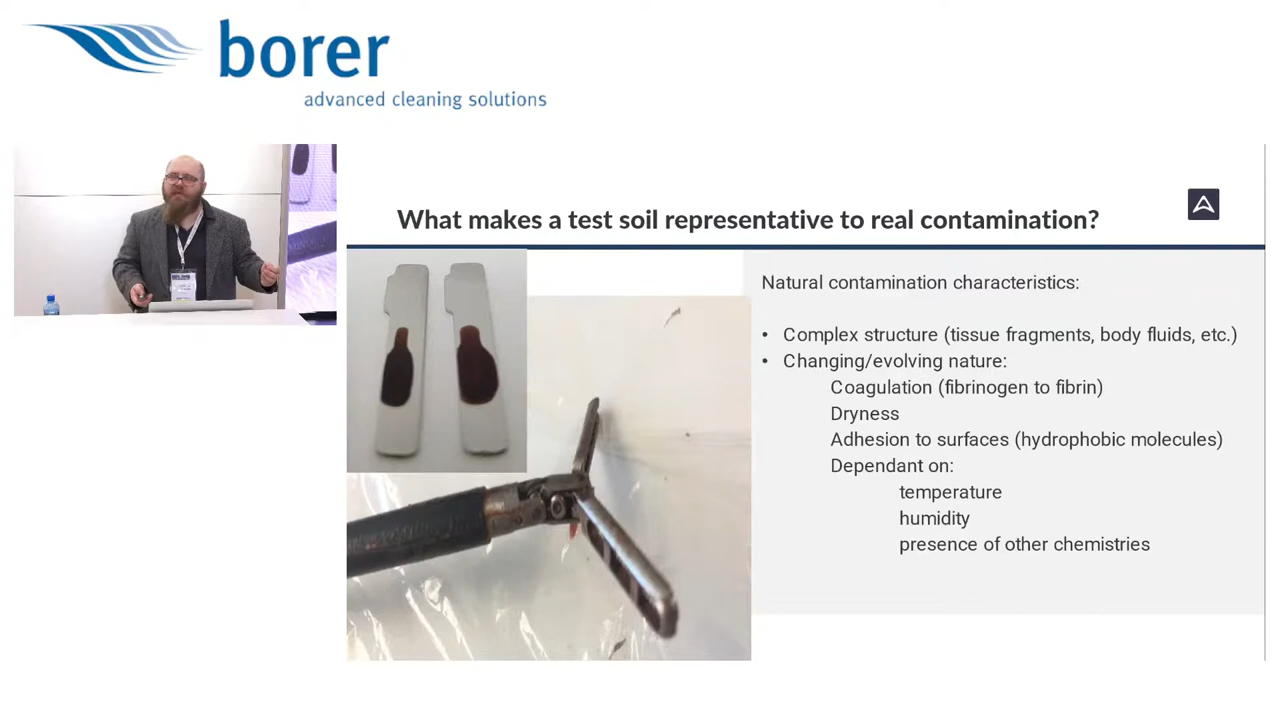 borer
advanced cleaning solutions
What makes a test soil representative to real contamination?
Natural contamination characteristics:
• Complex structure (tissue fragments, body fluids, etc.)
• Changing/evolving nature:
Coagulation (fibrinogen to fibrin)
Dryness
Adhesion to surfaces (hydrophobic molecules)
Dependant on:
temperature
humidity
presence of other chemistries